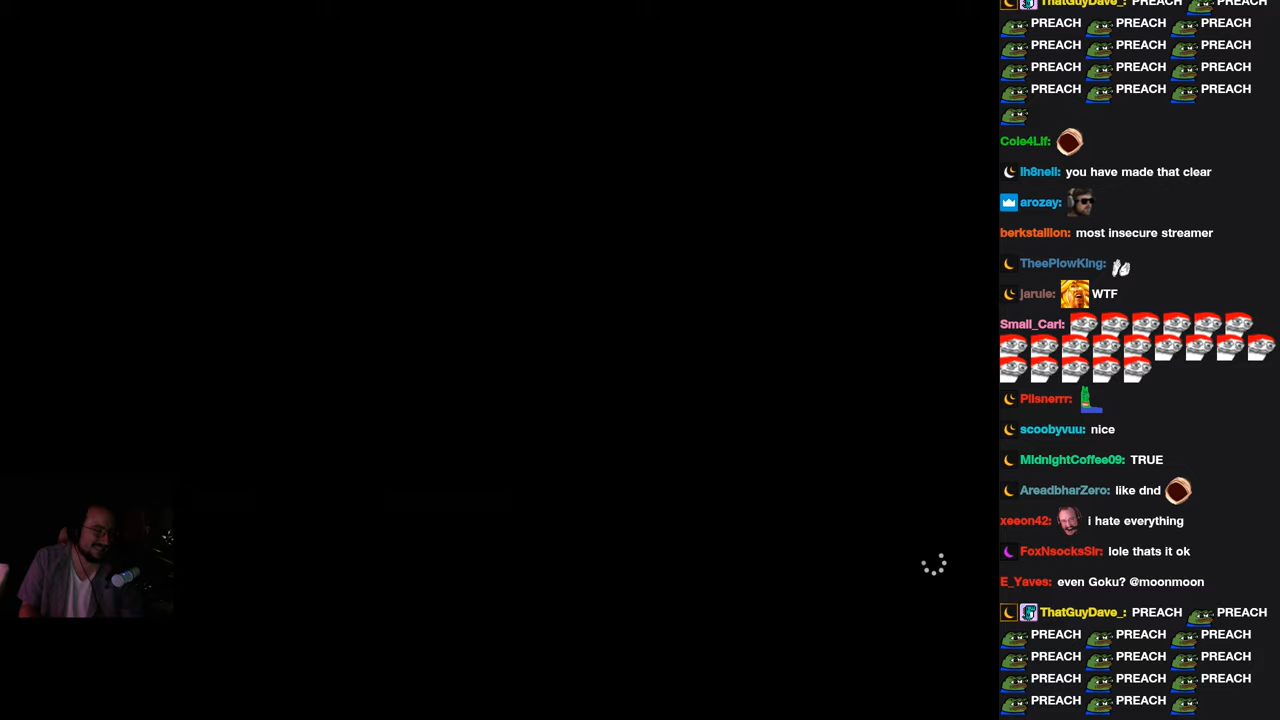 ThatGuyDave_: PREACH PREACH
PREACH PREACH PREACH
PREACH PREACH PREACH
PREACH PREACH PREACH
PREACH PREACH PREACH
Cole4Lif:
lh8nell: you have made that clear
arozay:
berkstallion: most insecure streamer
TheePlowKing:
jarule: WTF
Small_Carl:
Pilsnerrr:
scoobyvuu: nice
MidnightCoffee09: TRUE
AreadbharZero: like dnd
xeeon42: i hate everything
FoxNsocksSir: lole thats it ok
E_Yaves: even Goku? @moonmoon
ThatGuyDave_: PREACH PREACH
PREACH PREACH PREACH
PREACH PREACH PREACH
PREACH PREACH PREACH
PREACH PREACH PREACH